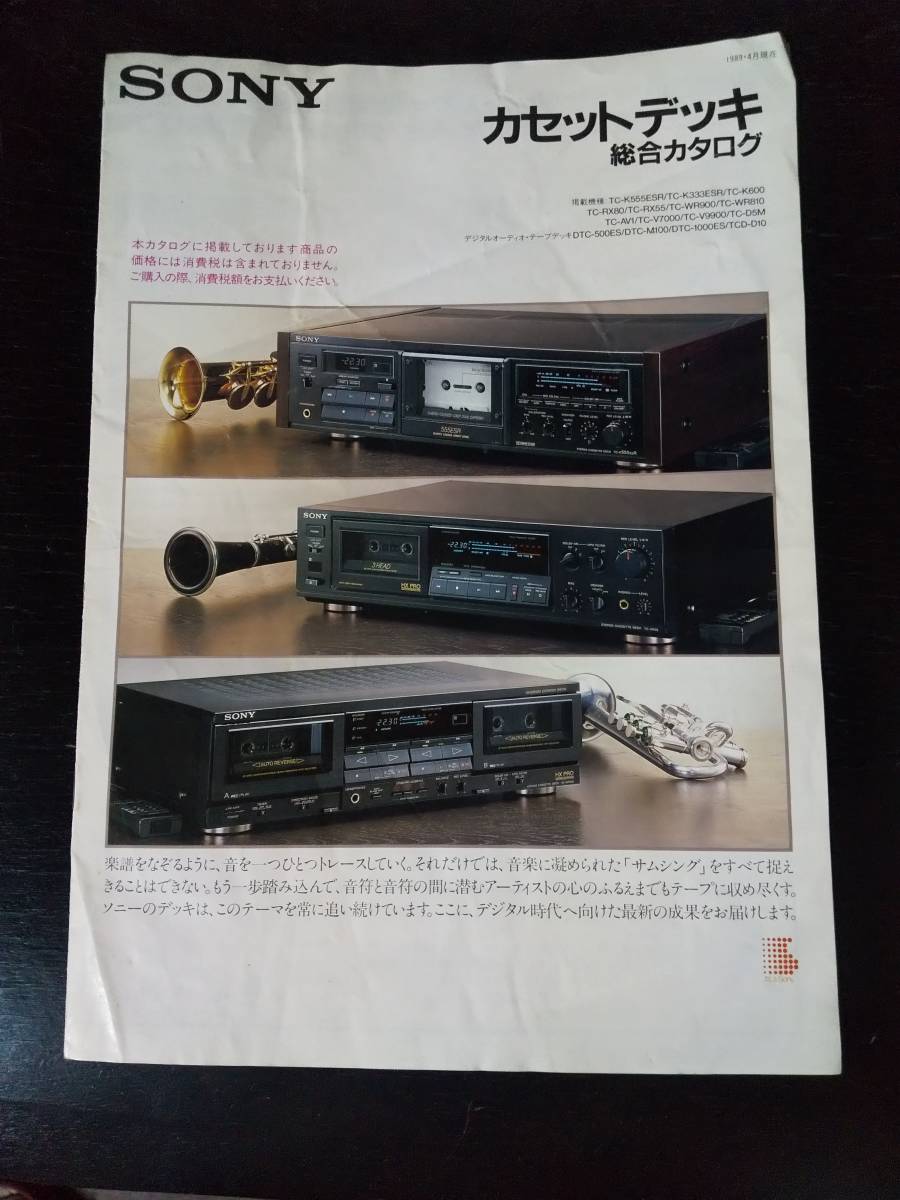 SONY
1989・4月現在
カセットデッキ
総合カタログ
掲載機種 TC-K555ESR/TC-K333ESR/TC-K600
TC-RX80/TC-RX55/TC-WR900/TC-WR810
TC-AV1/TC-V7000/TC-V9900/TC-D5M
デジタルオーディオ・テープデッキDTC-500ES/DTC-M100/DTC-1000ES/TCD-D10
本カタログに掲載しております商品の
価格には消費税は含まれておりません。
ご購入の際、消費税額をお支払いください。
SONY
-22.30
555ESR
SONY
-22.30
3 HEAD
HX PRO
SONY
-22.30
AUTO REVERSE
AUTO REVERSE
A
B
HX PRO
楽譜をなぞるように、音を一つひとつトレースしていく。それだけでは、音楽に凝められた「サムシング」をすべて捉え
きることはできない。もう一歩踏み込んで、音符と音符の間に潜むアーティストの心のふるえまでもテープに収め尽くす。
ソニーのデッキは、このテーマを常に追い続けています。ここに、デジタル時代へ向けた最新の成果をお届けします。